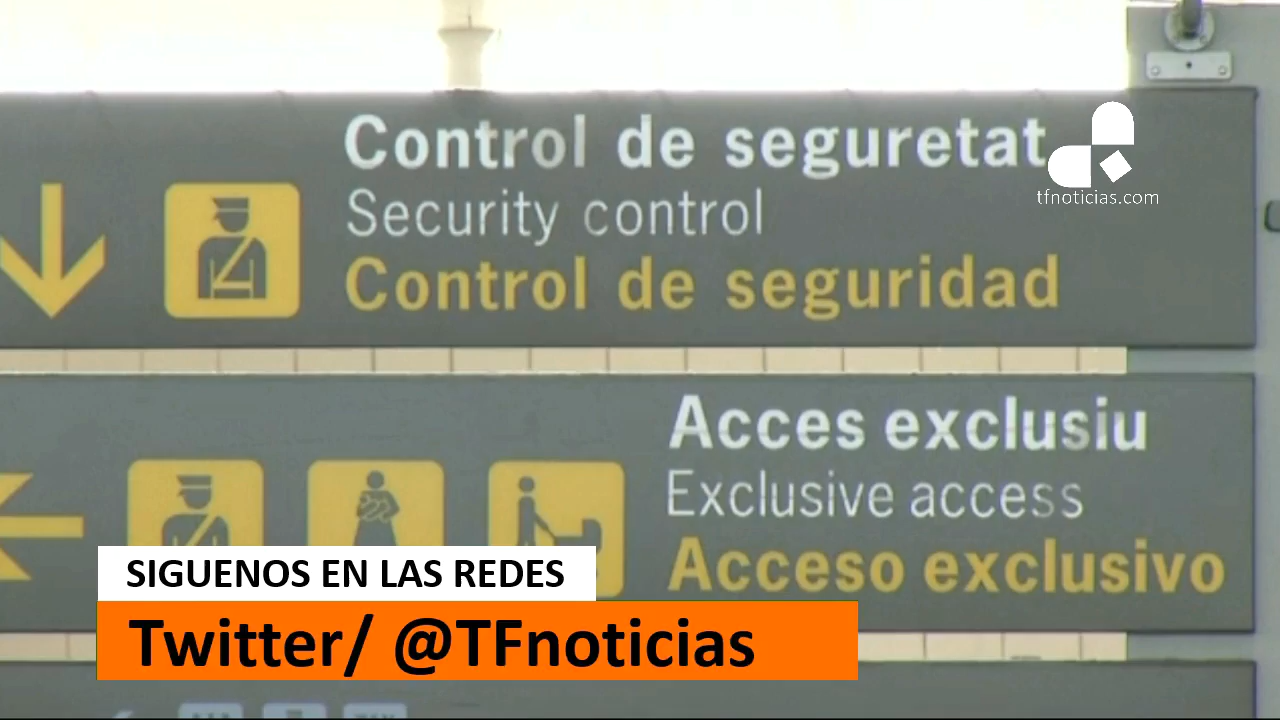 Control de seguretat
Security control
Control de seguridad
tfnoticias.com
Acces exclusiu
Exclusive access
Acceso exclusivo
SIGUENOS EN LAS REDES
Twitter/ @TFnoticias